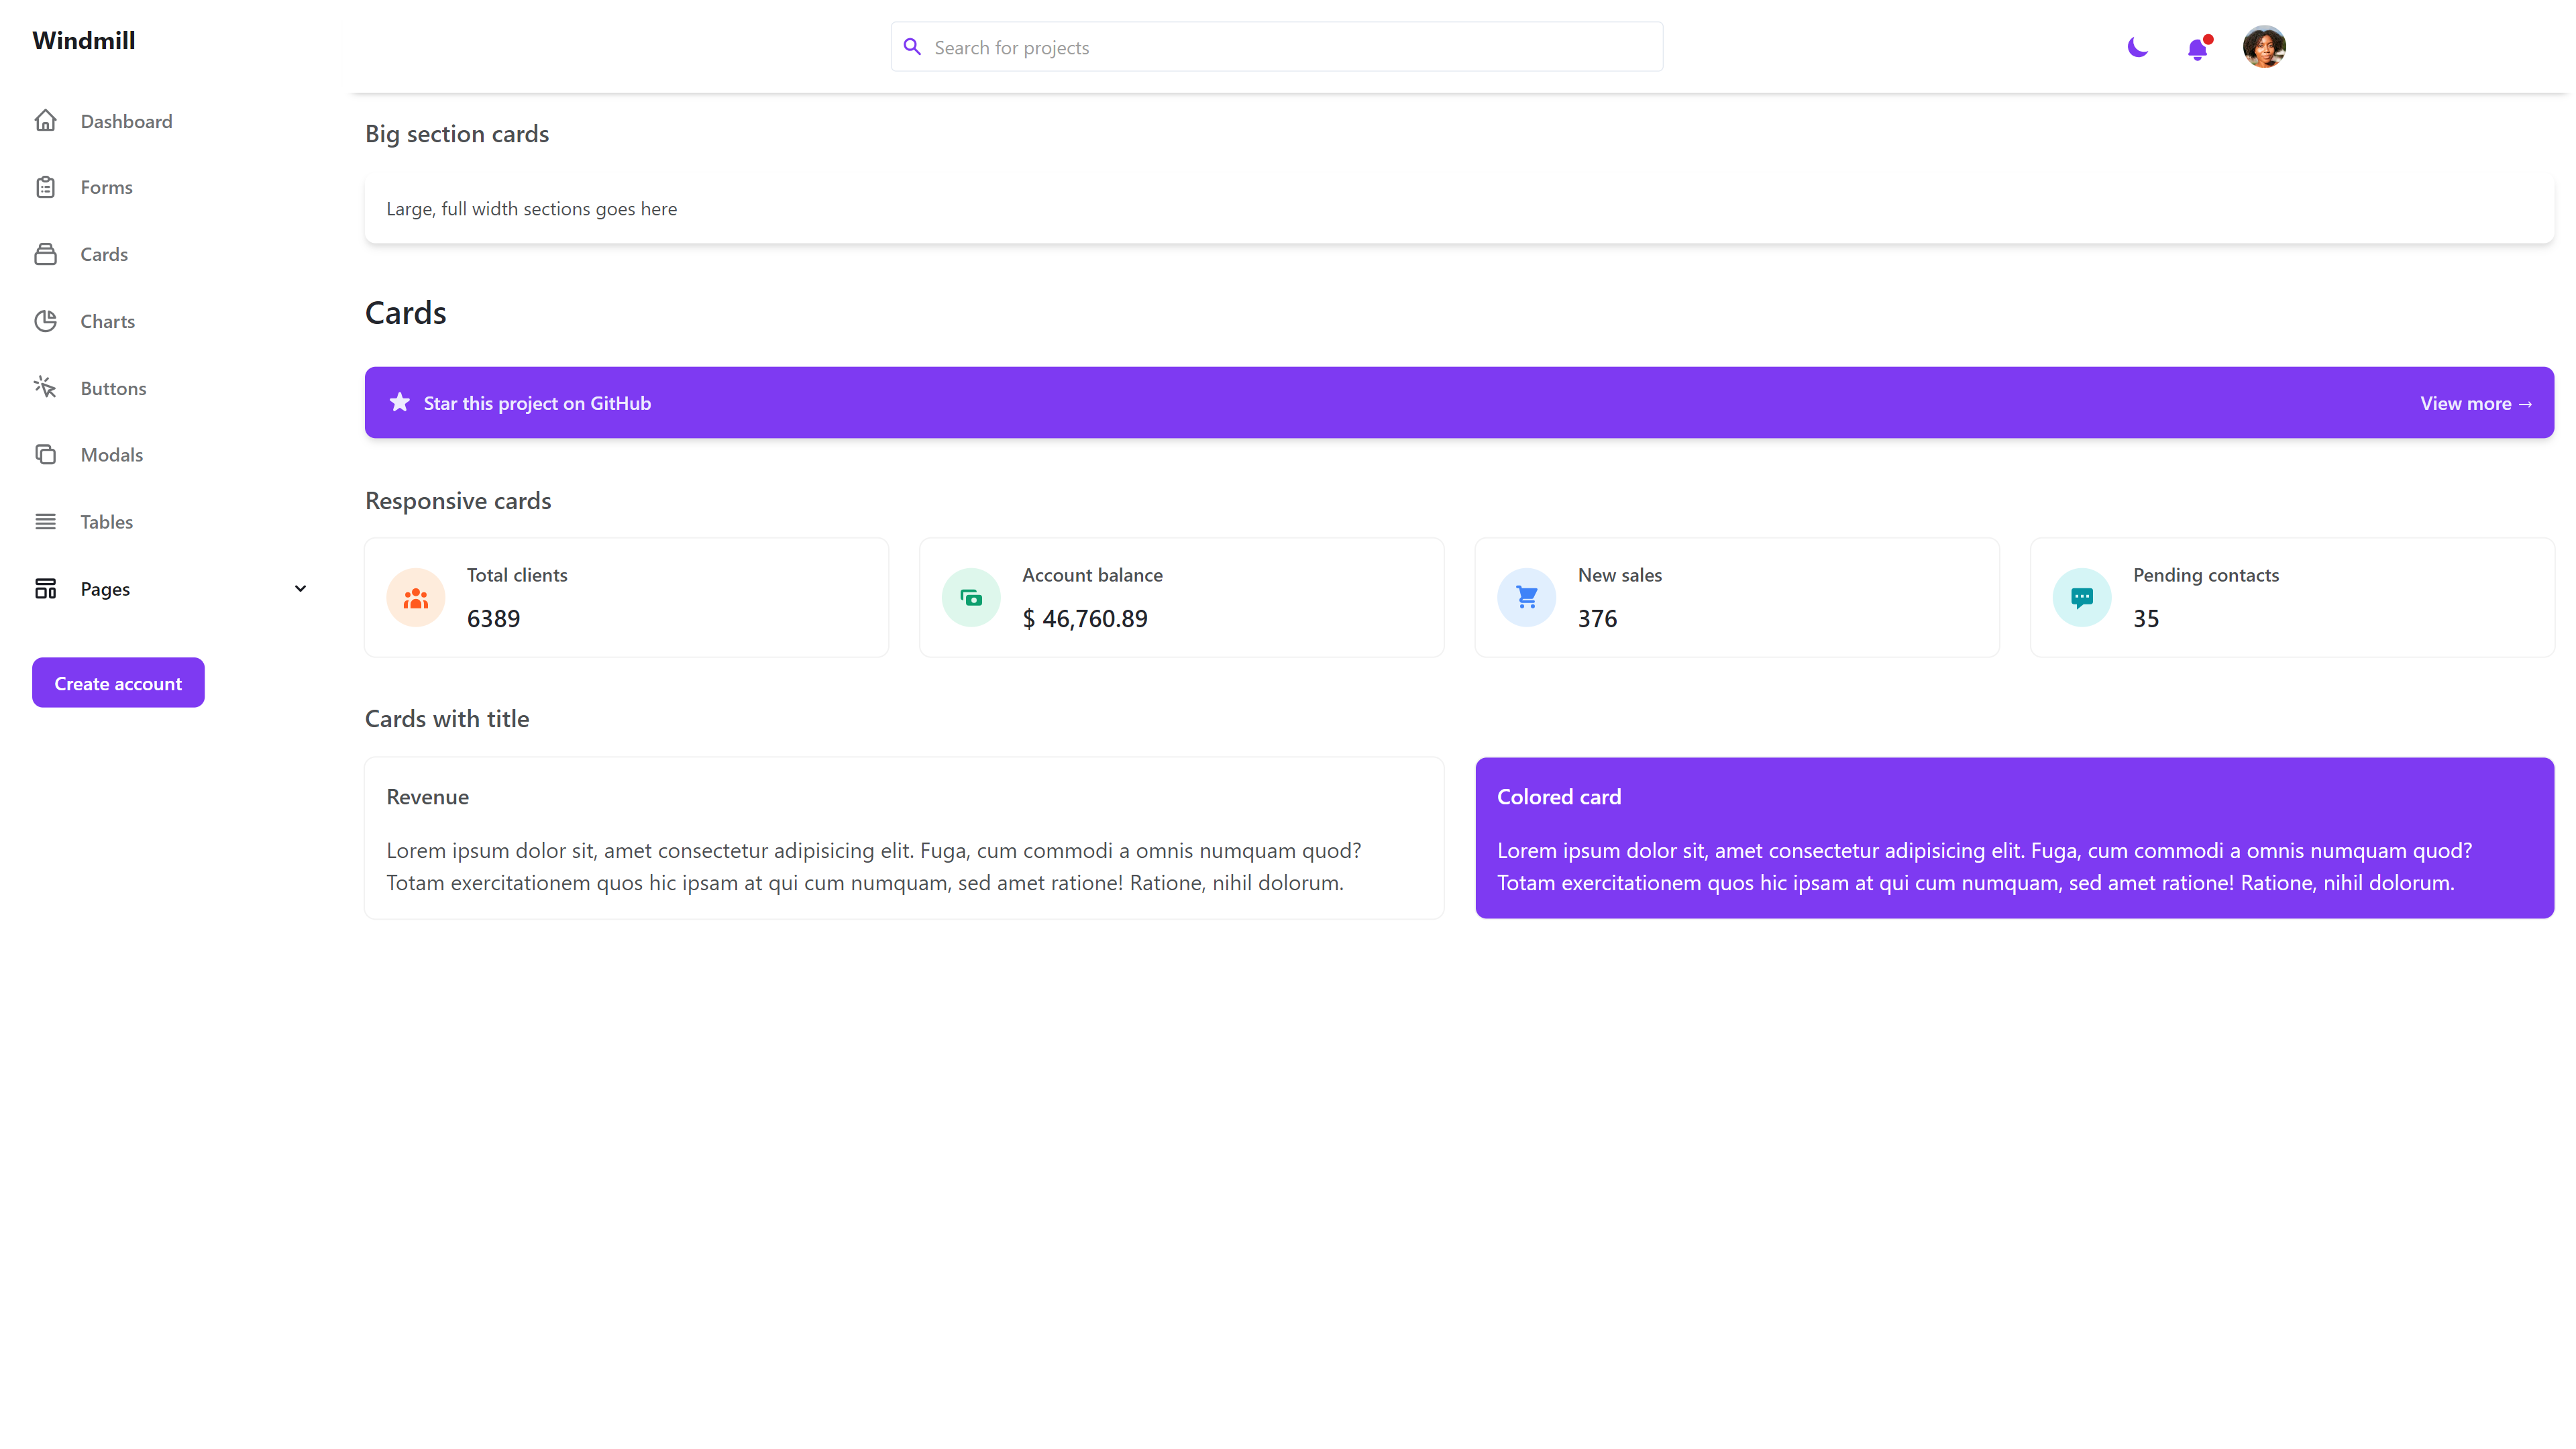 Windmill
Search for projects
Dashboard
Forms
Cards
Charts
Buttons
Modals
Tables
Pages
Create account
Big section cards
Large, full width sections goes here
Cards
Star this project on GitHub
View more →
Responsive cards
Total clients
6389
Account balance
$ 46,760.89
New sales
376
Pending contacts
35
Cards with title
Revenue
Lorem ipsum dolor sit, amet consectetur adipisicing elit. Fuga, cum commodi a omnis numquam quod?
Totam exercitationem quos hic ipsam at qui cum numquam, sed amet ratione! Ratione, nihil dolorum.
Colored card
Lorem ipsum dolor sit, amet consectetur adipisicing elit. Fuga, cum commodi a omnis numquam quod?
Totam exercitationem quos hic ipsam at qui cum numquam, sed amet ratione! Ratione, nihil dolorum.